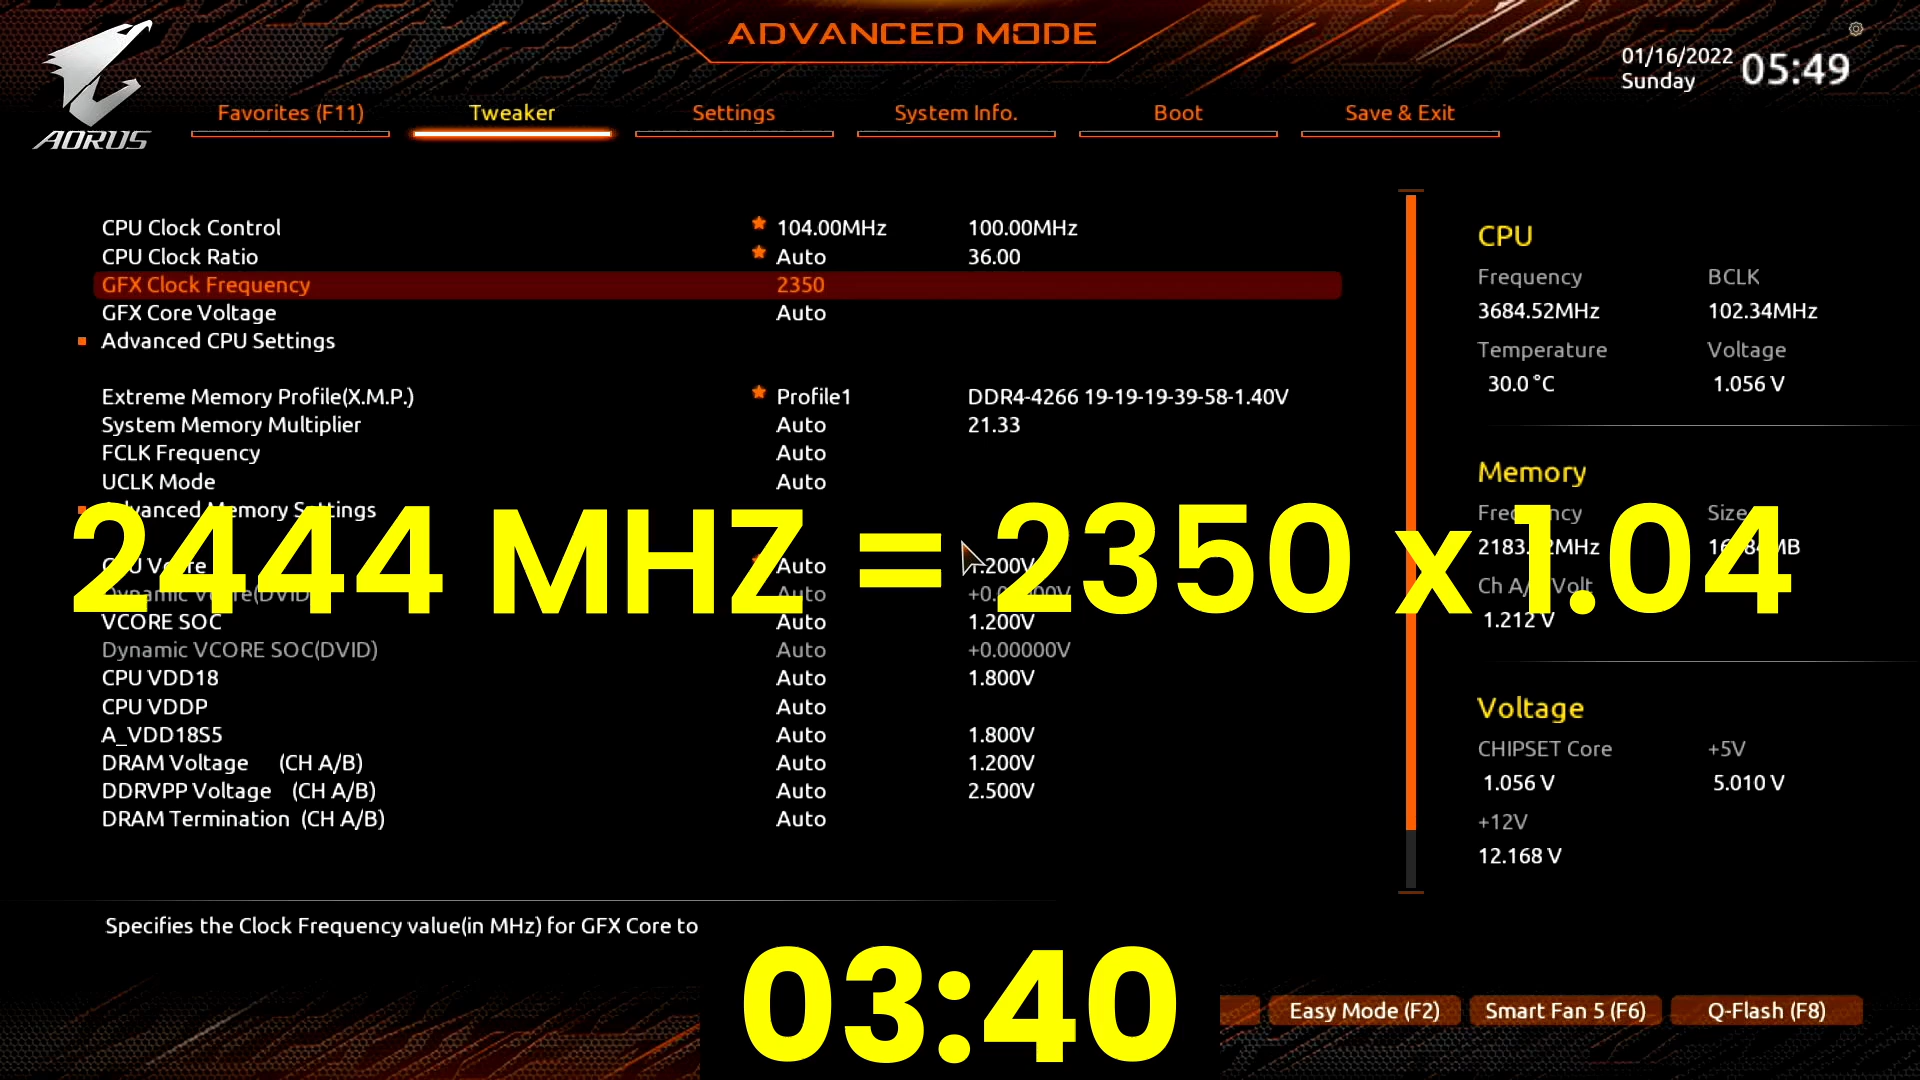 ADVANCED MODE
01/16/2022 05:49
Sunday
AORUS
Favorites (F11) Tweaker Settings System Info. Boot Save & Exit
CPU Clock Control 104.00MHz 100.00MHz
CPU Clock Ratio Auto 36.00
GFX Clock Frequency 2350
GFX Core Voltage Auto
Advanced CPU Settings
Extreme Memory Profile(X.M.P.) Profile1 DDR4-4266 19-19-19-39-58-1.40V
System Memory Multiplier Auto 21.33
FCLK Frequency Auto
UCLK Mode Auto
Advanced Memory Settings
2444 MHZ = 2350 x 1.04
Auto 1.200V
Auto
VCORE SOC Auto 1.200V
Dynamic VCORE SOC(DVID) Auto +0.00000V
CPU VDD18 Auto 1.800V
CPU VDDP Auto
A_VDD18S5 Auto 1.800V
DRAM Voltage (CH A/B) Auto 1.200V
DDRVPP Voltage (CH A/B) Auto 2.500V
DRAM Termination (CH A/B) Auto
CPU
Frequency BCLK
3684.52MHz 102.34MHz
Temperature Voltage
30.0 °C 1.056 V
Memory
Frequency Size
Volt
1.212 V
Voltage
CHIPSET Core +5V
1.056 V 5.010 V
+12V
12.168 V
Specifies the Clock Frequency value(in MHz) for GFX Core to
03:40
Easy Mode (F2) Smart Fan 5 (F6) Q-Flash (F8)